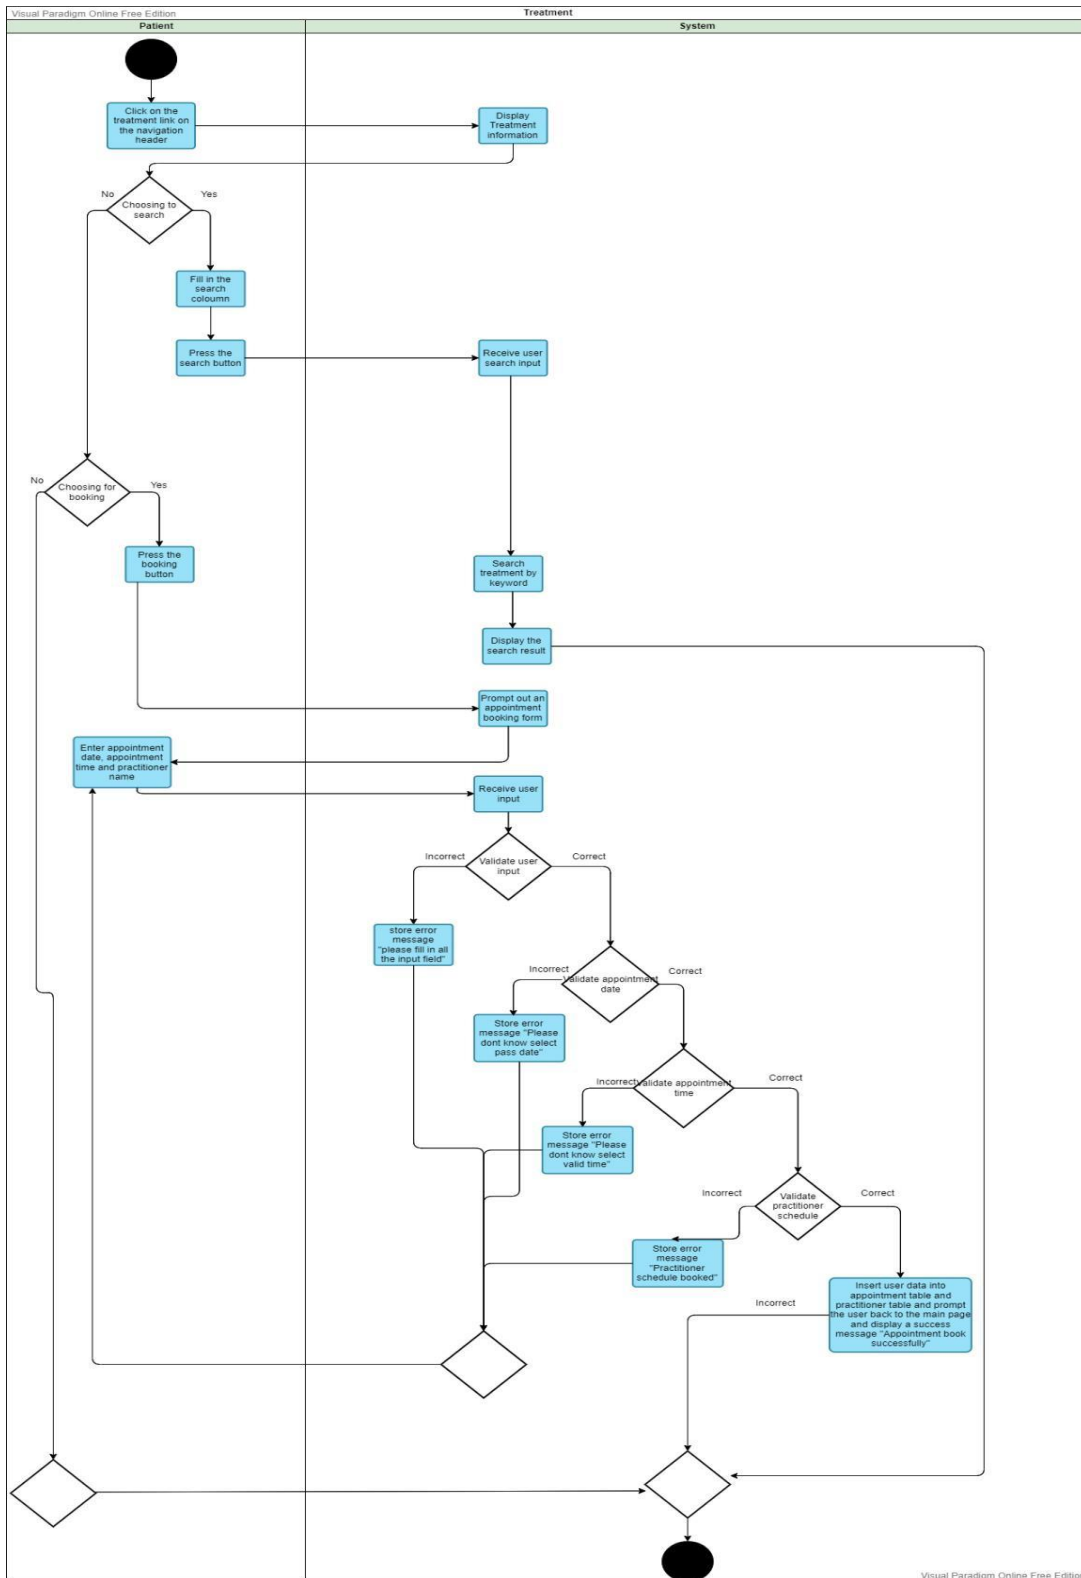 Visual Paradigm Online Free Edition
Treatment
Patient
System
Click on the
treatment link on
the navigation
header
Display
Treatment
information
No
Yes
Choosing to
search
Fill in the
search
coloumn
Press the
search button
Receive user
search input
No
Yes
Choosing for
booking
Press the
booking
button
Search
treatment by
keyword
Display the
search result
Prompt out an
appointment
booking form
Enter appointment
date, appointment
time and practitioner
name
Receive user
input
Incorrect
Correct
Validate user
input
store error
message
"please fill in all
the input field"
Incorrect
Correct
Validate appointment
date
Store error
message "Please
dont know select
pass date"
Incorrect
Correct
Validate appointment
time
Store error
message "Please
dont know select
valid time"
Incorrect
Correct
Validate
practitioner
schedule
Store error
message
"Practitioner
schedule booked"
Incorrect
Insert user data into
appointment table and
practitioner table and prompt
the user back to the main page
and display a success
message "Appointment book
successfully"
Visual Paradigm Online Free Edition